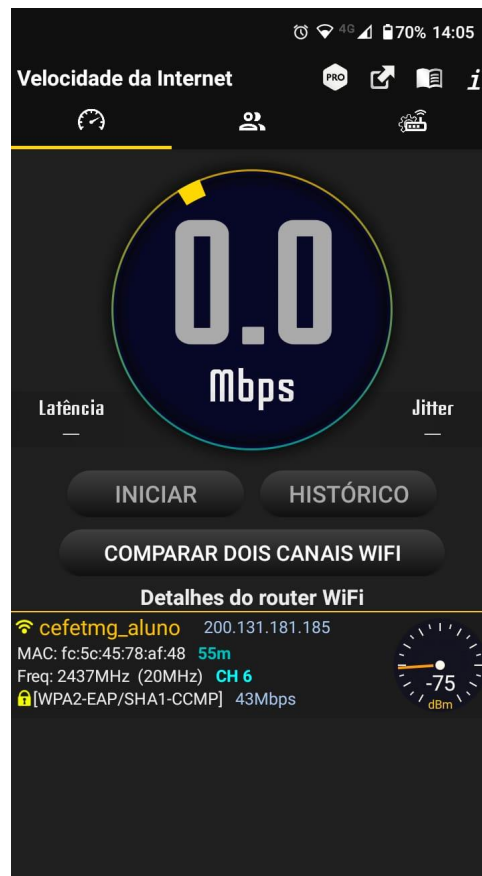 4G 70% 14:05
Velocidade da Internet PRO i
0.0
Mbps
Latência Jitter
— —
INICIAR HISTÓRICO
COMPARAR DOIS CANAIS WIFI
Detalhes do router WiFi
cefetmg_aluno 200.131.181.185
MAC: fc:5c:45:78:af:48 55m
Freq: 2437MHz (20MHz) CH 6
[WPA2-EAP/SHA1-CCMP] 43Mbps
-75
dBm